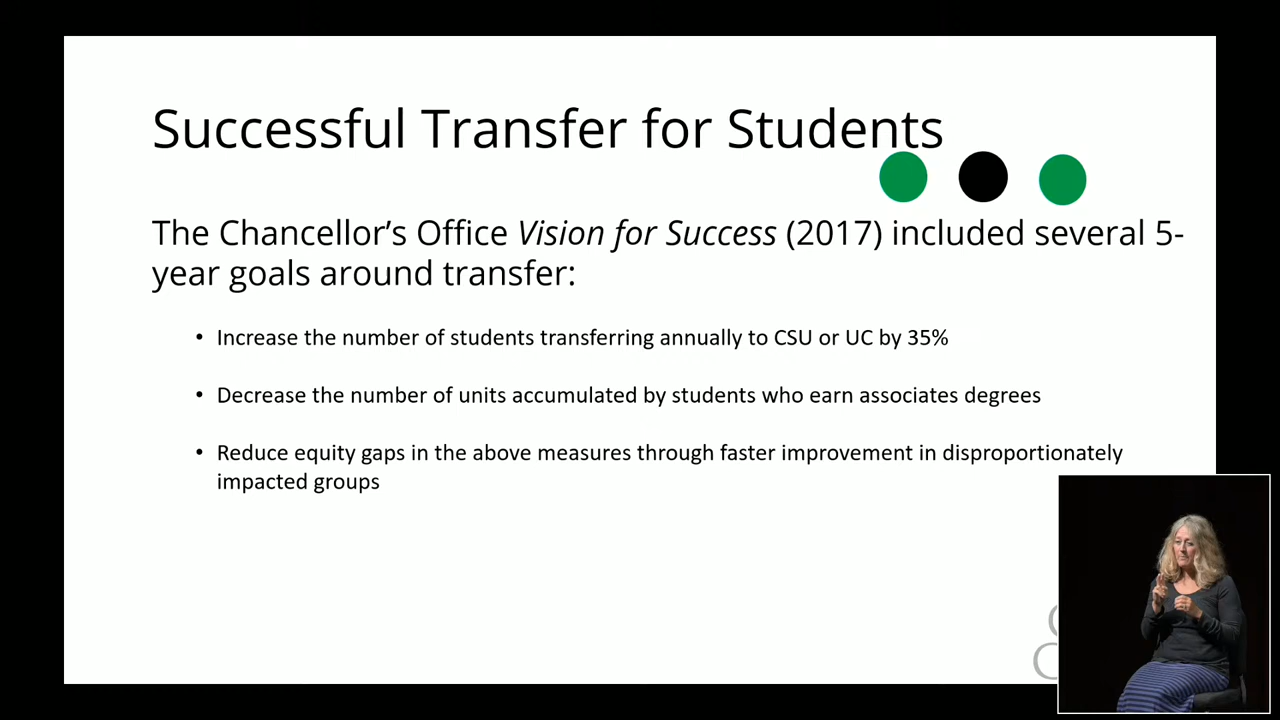 Successful Transfer for Students
The Chancellor’s Office Vision for Success (2017) included several 5-
year goals around transfer:
• Increase the number of students transferring annually to CSU or UC by 35%
• Decrease the number of units accumulated by students who earn associates degrees
• Reduce equity gaps in the above measures through faster improvement in disproportionately
impacted groups